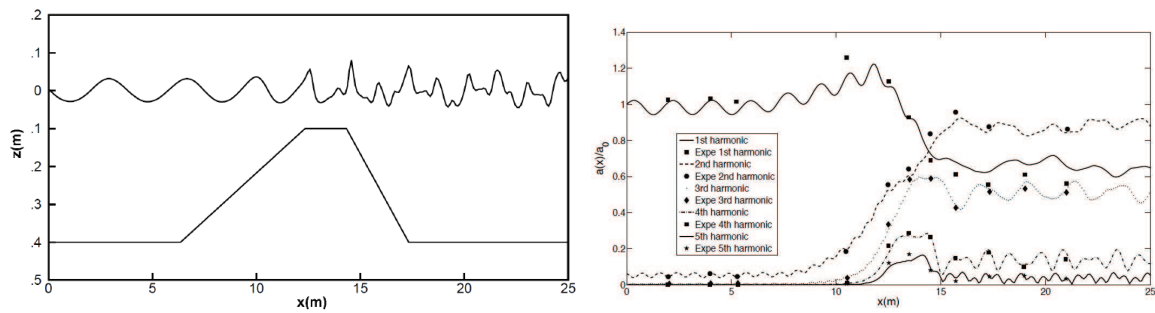 .2
.1
0
.1
.2
.3
.4
.5
z(m)
0 5 10 15 20 25
x(m)
1.4
1.2
1
0.8
0.6
0.4
0.2
0
a(x)/a0
1st harmonic
Expe 1st harmonic
2nd harmonic
Expe 2nd harmonic
3rd harmonic
Expe 3rd harmonic
4th harmonic
Expe 4th harmonic
5th harmonic
Expe 5th harmonic
0 5 10 15 20 25
x(m)